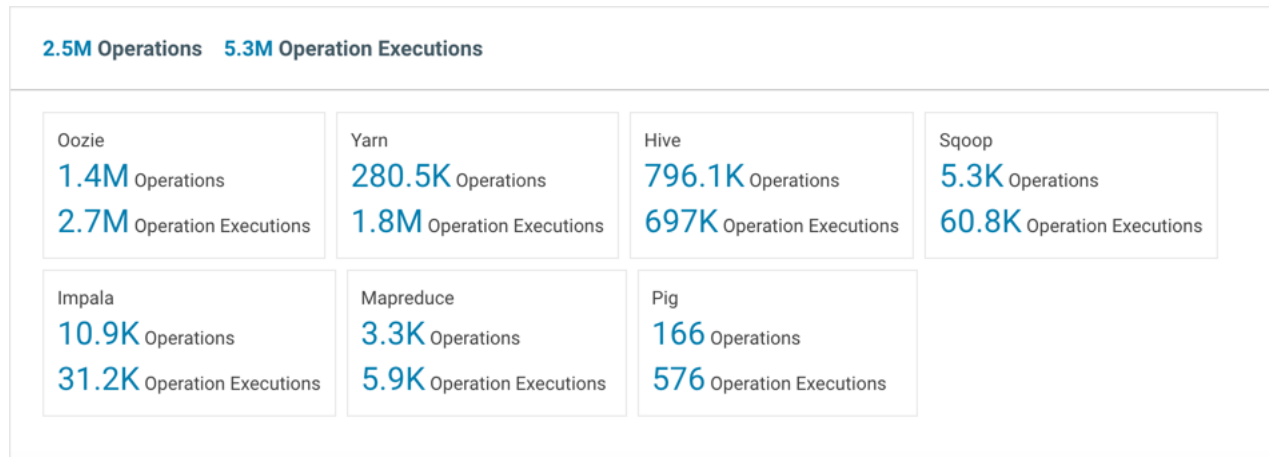 2.5M Operations 5.3M Operation Executions
Oozie
1.4M Operations
2.7M Operation Executions
Yarn
280.5K Operations
1.8M Operation Executions
Hive
796.1K Operations
697K Operation Executions
Sqoop
5.3K Operations
60.8K Operation Executions
Impala
10.9K Operations
31.2K Operation Executions
Mapreduce
3.3K Operations
5.9K Operation Executions
Pig
166 Operations
576 Operation Executions